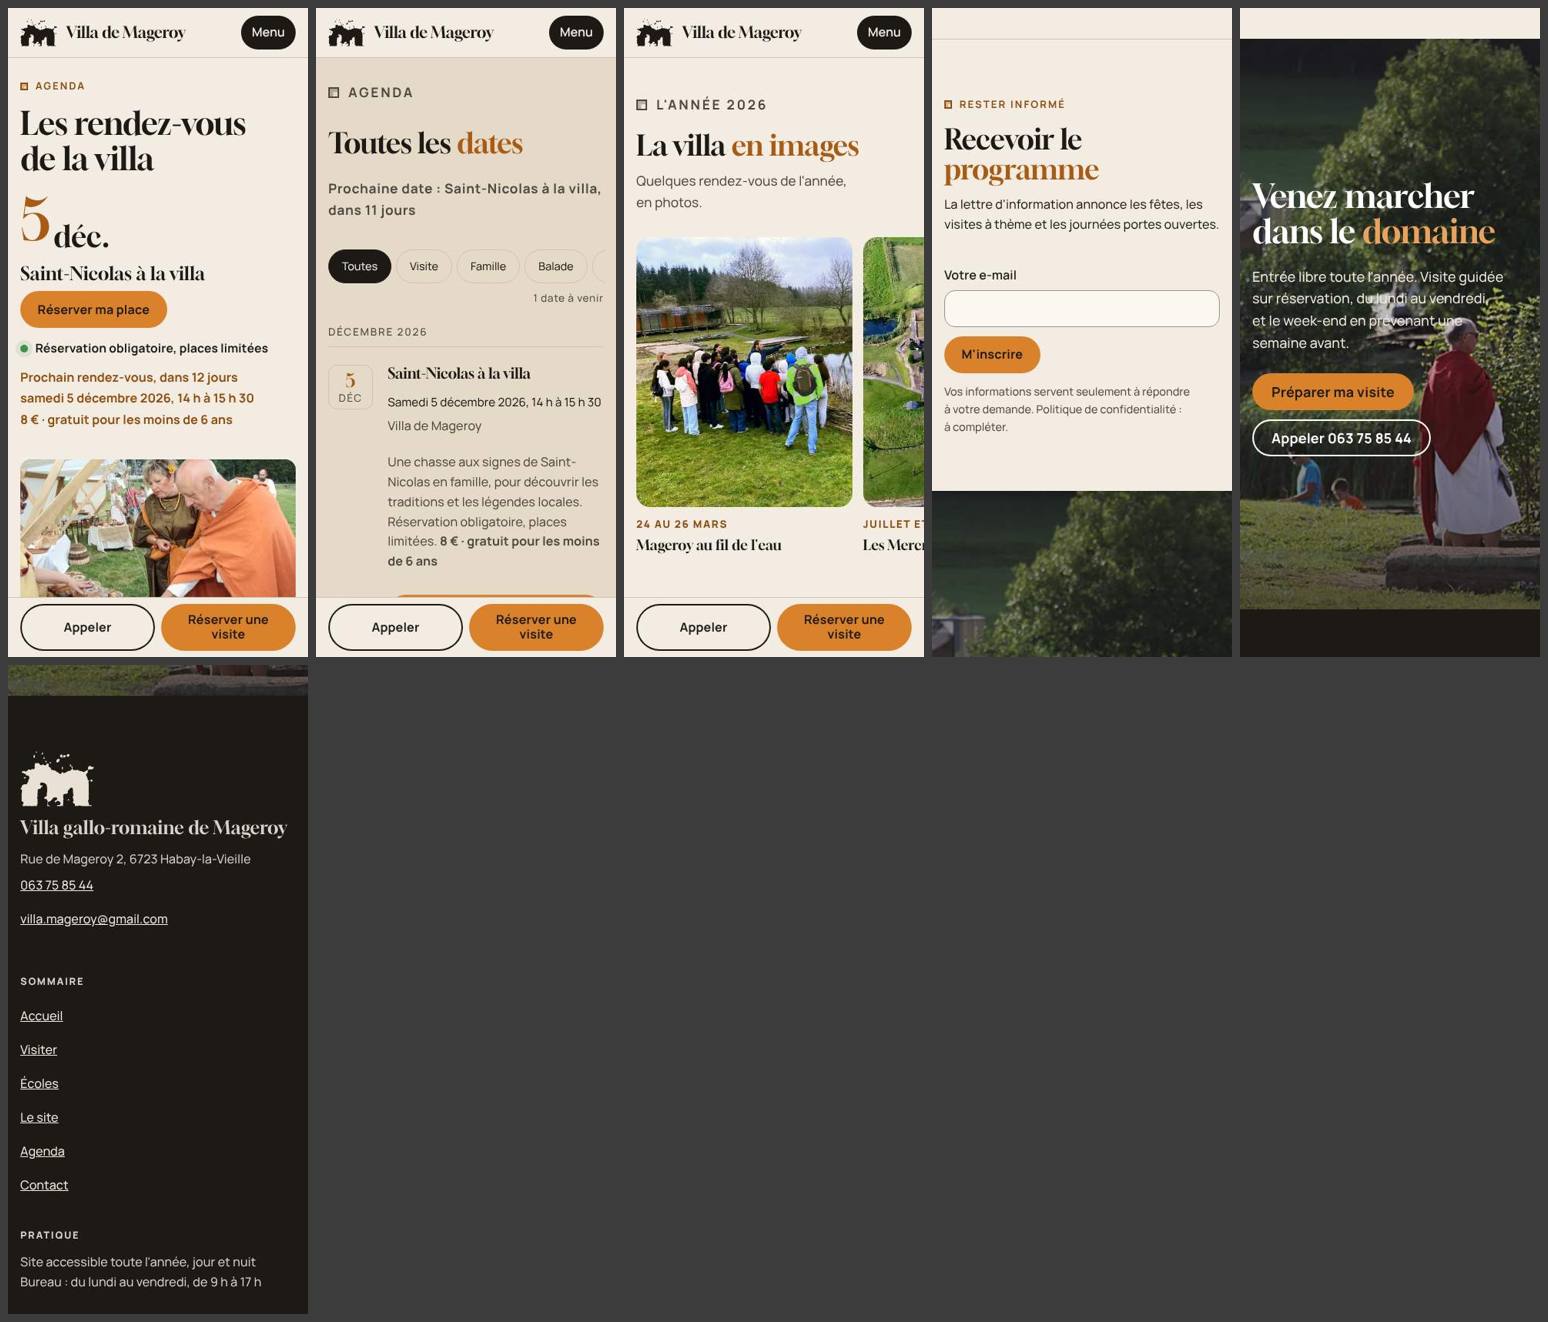 Villa de Mageroy
Menu
AGENDA
Les rendez-vous
de la villa
5 déc.
Saint-Nicolas à la villa
Réserver ma place
Réservation obligatoire, places limitées
Prochain rendez-vous, dans 12 jours
samedi 5 décembre 2026, 14 h à 15 h 30
8 € · gratuit pour les moins de 6 ans
Appeler
Réserver une
visite
Villa de Mageroy
Menu
AGENDA
Toutes les dates
Prochaine date : Saint-Nicolas à la villa,
dans 11 jours
Toutes
Visite
Famille
Balade
1 date à venir
DÉCEMBRE 2026
5
DÉC
Saint-Nicolas à la villa
Samedi 5 décembre 2026, 14 h à 15 h 30
Villa de Mageroy
Une chasse aux signes de Saint-
Nicolas en famille, pour découvrir les
traditions et les légendes locales.
Réservation obligatoire, places
limitées. 8 € · gratuit pour les moins
de 6 ans
Appeler
Réserver une
visite
Villa de Mageroy
Menu
L'ANNÉE 2026
La villa en images
Quelques rendez-vous de l'année,
en photos.
24 AU 26 MARS
Mageroy au fil de l'eau
JUILLET ET
Les Merc
Appeler
Réserver une
visite
RESTER INFORMÉ
Recevoir le
programme
La lettre d'information annonce les fêtes, les
visites à thème et les journées portes ouvertes.
Votre e-mail
M'inscrire
Vos informations servent seulement à répondre
à votre demande. Politique de confidentialité :
à compléter.
Venez marcher
dans le domaine
Entrée libre toute l'année. Visite guidée
sur réservation, du lundi au vendredi,
et le week-end en prévenant une
semaine avant.
Préparer ma visite
Appeler 063 75 85 44
Villa gallo-romaine de Mageroy
Rue de Mageroy 2, 6723 Habay-la-Vieille
063 75 85 44
villa.mageroy@gmail.com
SOMMAIRE
Accueil
Visiter
Écoles
Le site
Agenda
Contact
PRATIQUE
Site accessible toute l'année, jour et nuit
Bureau : du lundi au vendredi, de 9 h à 17 h